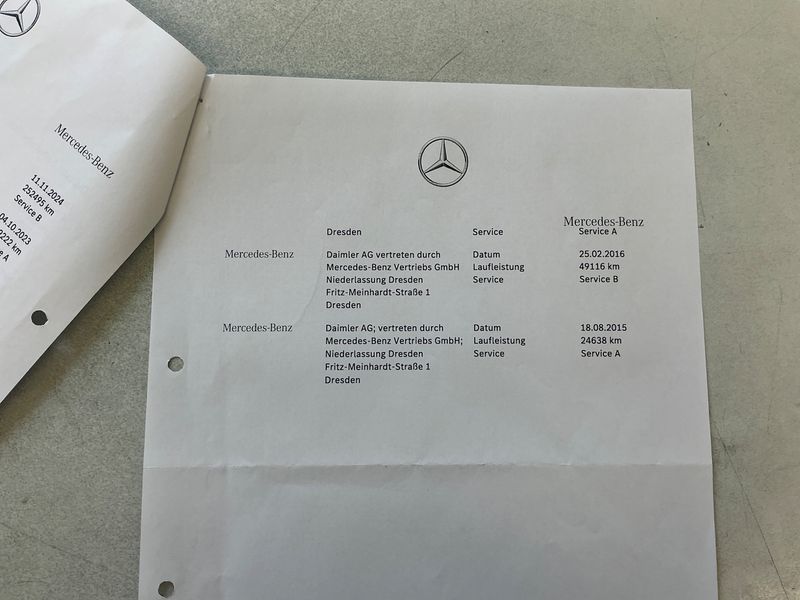 Mercedes-Benz
11.11.2024
252495 km
Service B
04.10.2023
Mercedes-Benz
Dresden Service Service A
Mercedes-Benz Daimler AG vertreten durch Datum 25.02.2016
Mercedes-Benz Vertriebs GmbH Laufleistung 49116 km
Niederlassung Dresden Service Service B
Fritz-Meinhardt-Straße 1
Dresden
Mercedes-Benz Daimler AG; vertreten durch Datum 18.08.2015
Mercedes-Benz Vertriebs GmbH; Laufleistung 24638 km
Niederlassung Dresden Service Service A
Fritz-Meinhardt-Straße 1
Dresden